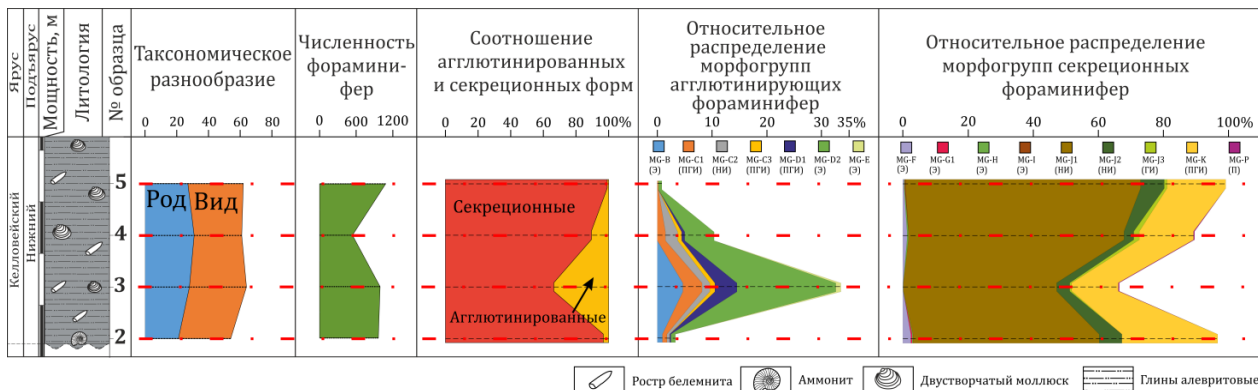 Ярус
Подъярус
Мощность, м
Литология
№ образца
Таксономическое
разнообразие
0 20 40 60 80
Численность
форамини-
фер
0 600 1200
Соотношение
агглютинированных
и секреционных форм
0 20 40 60 80 100%
Относительное
распределение
морфогрупп
агглютинирующих
фораминифер
0 10 20 30 35%
MG-B
(Э)
MG-C1
(ПГИ)
MG-C2
(НИ)
MG-C3
(ПГИ)
MG-D1
(ПГИ)
MG-D2
(Э)
MG-E
(Э)
Относительное распределение
морфогрупп секреционных
фораминифер
0 20 40 60 80 100%
MG-F
(Э)
MG-G1
(Э)
MG-H
(Э)
MG-I
(Э)
MG-J1
(НИ)
MG-J2
(НИ)
MG-J3
(ГИ)
MG-K
(ПГИ)
MG-P
(П)
Келловейский
Нижний
5
4
3
2
Род
Вид
Секреционные
Агглютинированные
Ростр белемнита
Аммонит
Двустворчатый моллюск
Глины алевритовые